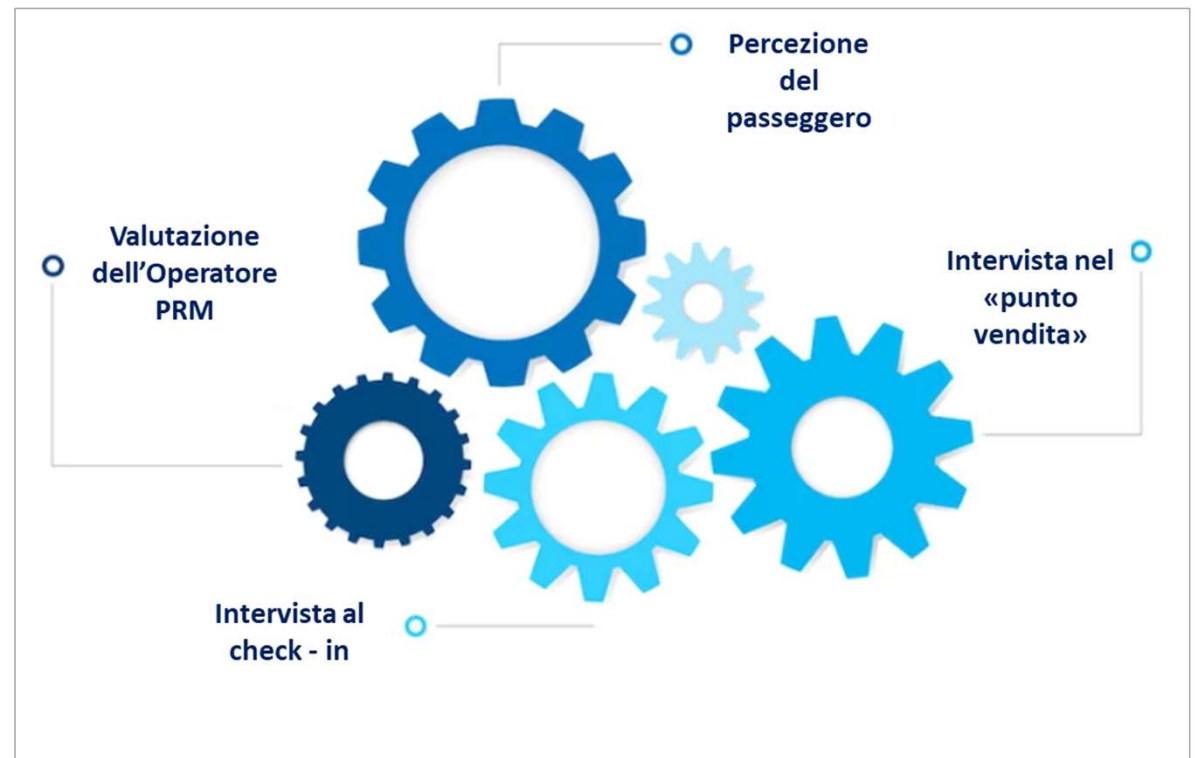 Percezione
del
passeggero
Valutazione
dell’Operatore
PRM
Intervista nel
«punto
vendita»
Intervista al
check - in